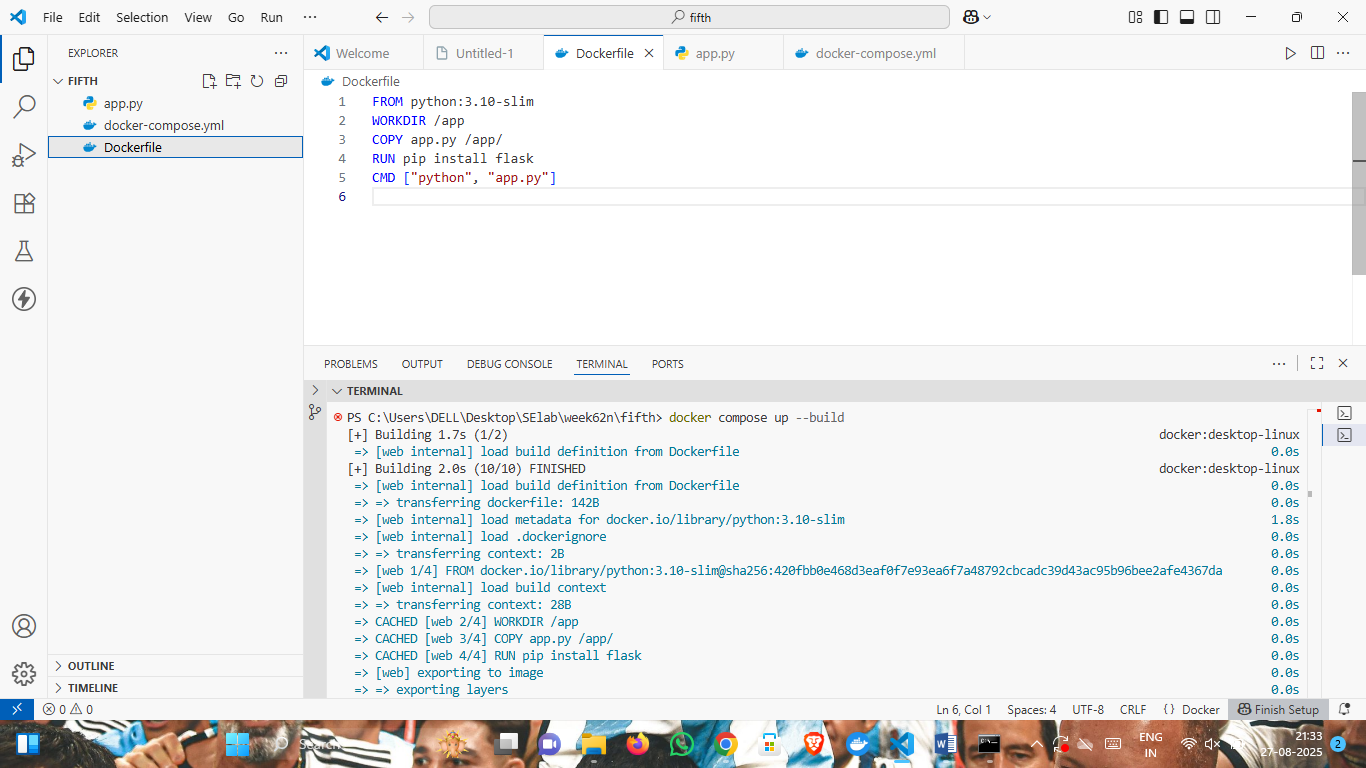 File Edit Selection View Go Run ··· fifth
EXPLORER ···
FIFTH
app.py
docker-compose.yml
Dockerfile
OUTLINE
TIMELINE
Welcome Untitled-1 Dockerfile app.py docker-compose.yml
Dockerfile
1 FROM python:3.10-slim
2 WORKDIR /app
3 COPY app.py /app/
4 RUN pip install flask
5 CMD ["python", "app.py"]
6
PROBLEMS OUTPUT DEBUG CONSOLE TERMINAL PORTS
TERMINAL
PS C:\Users\DELL\Desktop\SElab\week62n\fifth> docker compose up --build
[+] Building 1.7s (1/2) docker:desktop-linux
=> [web internal] load build definition from Dockerfile 0.0s
[+] Building 2.0s (10/10) FINISHED docker:desktop-linux
=> [web internal] load build definition from Dockerfile 0.0s
=> => transferring dockerfile: 142B 0.0s
=> [web internal] load metadata for docker.io/library/python:3.10-slim 1.8s
=> [web internal] load .dockerignore 0.0s
=> => transferring context: 2B 0.0s
=> [web 1/4] FROM docker.io/library/python:3.10-slim@sha256:420fbb0e468d3eaf0f7e93ea6f7a48792cbcadc39d43ac95b96bee2afe4367da 0.0s
=> [web internal] load build context 0.0s
=> => transferring context: 28B 0.0s
=> CACHED [web 2/4] WORKDIR /app 0.0s
=> CACHED [web 3/4] COPY app.py /app/ 0.0s
=> CACHED [web 4/4] RUN pip install flask 0.0s
=> [web] exporting to image 0.0s
=> => exporting layers 0.0s
0 0 Ln 6, Col 1 Spaces: 4 UTF-8 CRLF {} Docker Finish Setup
Search
ENG
IN
21:33
27-08-2025
2